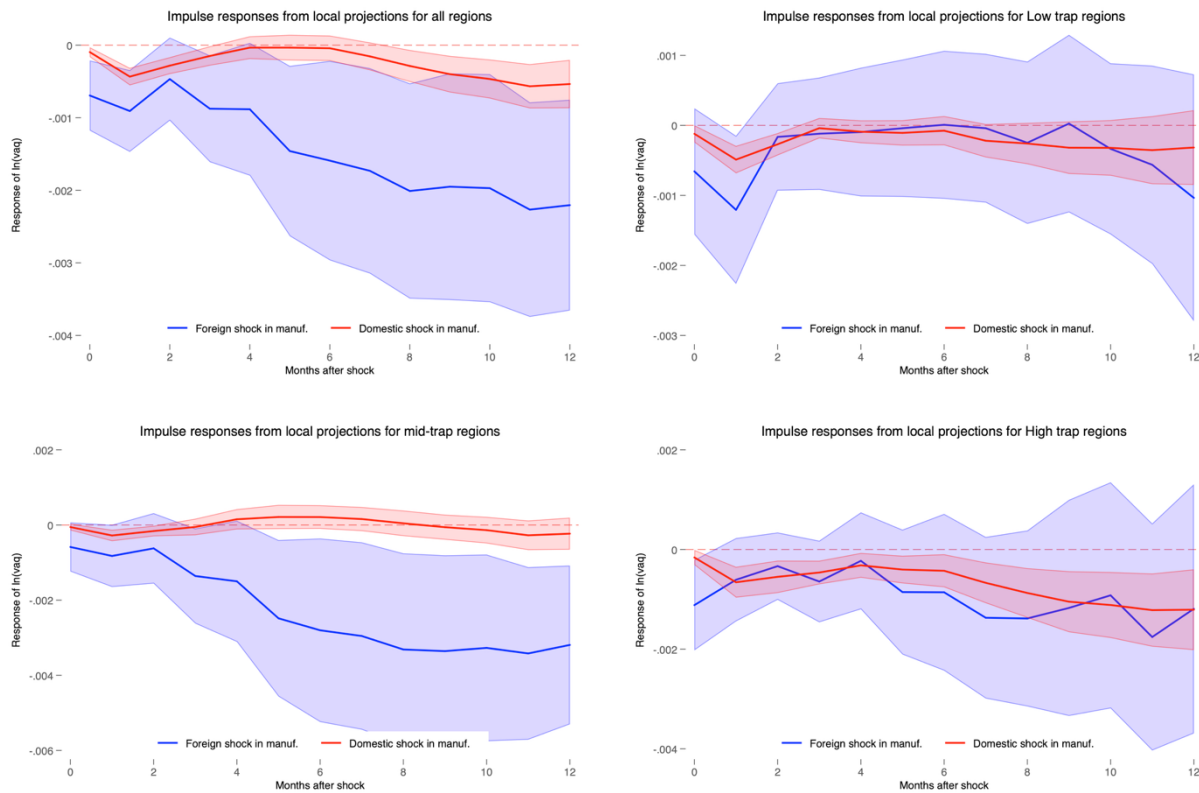 Impulse responses from local projections for all regions
Response of ln(vaq)
0
-.001
-.002
-.003
-.004
Foreign shock in manuf. Domestic shock in manuf.
0 2 4 6 8 10 12
Months after shock
Impulse responses from local projections for Low trap regions
Response of ln(vaq)
.001
0
-.001
-.002
-.003
Foreign shock in manuf. Domestic shock in manuf.
0 2 4 6 8 10 12
Months after shock
Impulse responses from local projections for mid-trap regions
Response of ln(vaq)
.002
0
-.002
-.004
-.006
Foreign shock in manuf. Domestic shock in manuf.
0 2 4 6 8 10 12
Months after shock
Impulse responses from local projections for High trap regions
Response of ln(vaq)
.002
0
-.002
-.004
Foreign shock in manuf. Domestic shock in manuf.
0 2 4 6 8 10 12
Months after shock